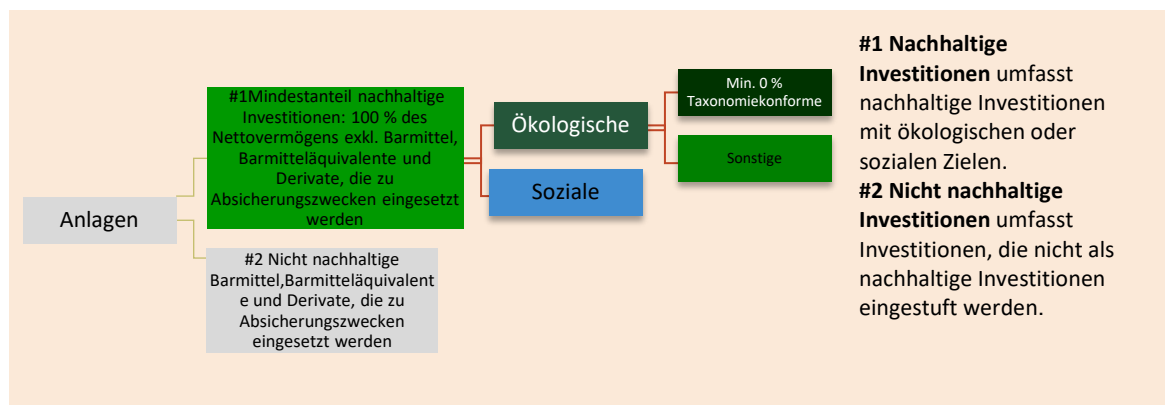 Anlagen
#1Mindestanteil nachhaltige
Investitionen: 100 % des
Nettovermögens exkl. Barmittel,
Barmitteläquivalente und
Derivate, die zu
Absicherungszwecken eingesetzt
werden
#2 Nicht nachhaltige
Barmittel,Barmitteläquivalent
e und Derivate, die zu
Absicherungszwecken
eingesetzt werden
Ökologische
Soziale
Min. 0 %
Taxonomiekonforme
Sonstige
#1 Nachhaltige
Investitionen umfasst
nachhaltige Investitionen
mit ökologischen oder
sozialen Zielen.
#2 Nicht nachhaltige
Investitionen umfasst
Investitionen, die nicht als
nachhaltige Investitionen
eingestuft werden.